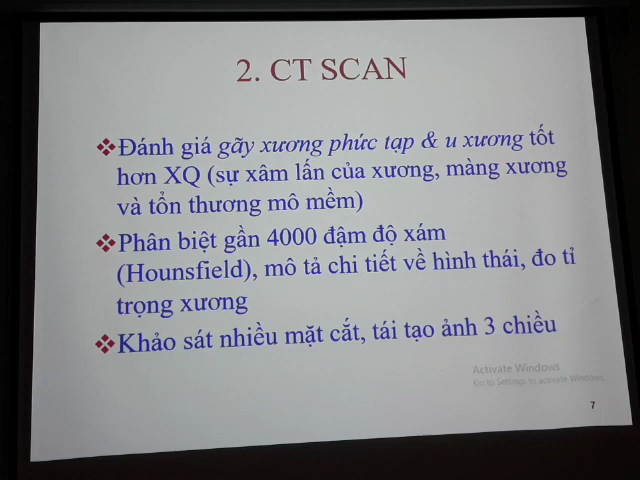 2. CT SCAN
❖Đánh giá gãy xương phức tạp & u xương tốt
hơn XQ (sự xâm lấn của xương, màng xương
và tổn thương mô mềm)
❖Phân biệt gần 4000 đậm độ xám
(Hounsfield), mô tả chi tiết về hình thái, đo tỉ
trọng xương
❖Khảo sát nhiều mặt cắt, tái tạo ảnh 3 chiều
Activate Windows
Go to Settings to activate Windows.
7